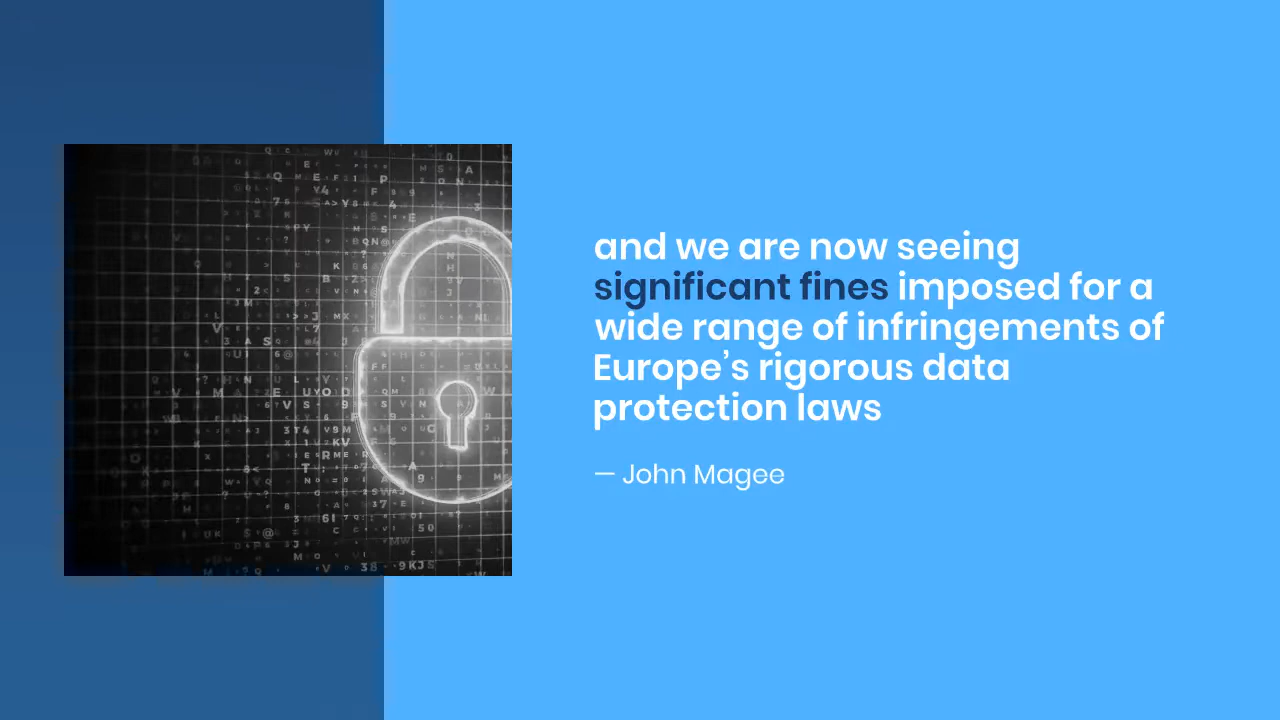 and we are now seeing
significant fines imposed for a
wide range of infringements of
Europe’s rigorous data
protection laws
— John Magee